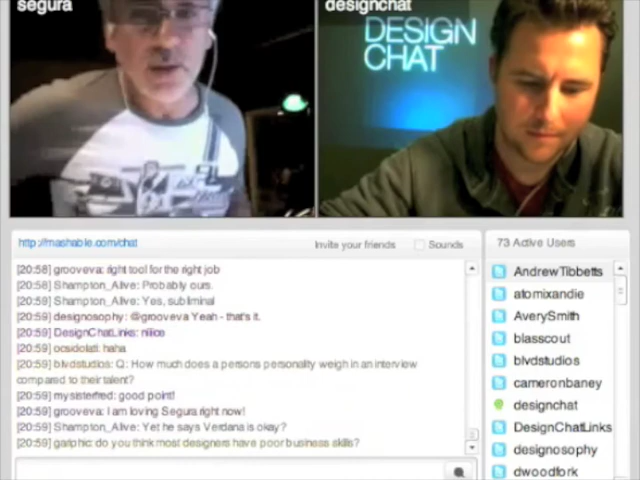 segura
designchat
DESIGN
CHAT
http://mashable.com/chat
Invite your friends
Sounds
73 Active Users
[20:58] grooveva: right tool for the right job
[20:58] Shampton_Alive: Probably ours.
[20:59] Shampton_Alive: Yes, subliminal
[20:59] designosophy: @grooveva Yeah - that's it.
[20:59] DesignChatLinks: niiice
[20:59] ocsidolatl: haha
[20:59] blvdstudios: Q: How much does a persons personality weigh in an interview
compared to their talent?
[20:59] mysisterfred: good point!
[20:59] grooveva: I am loving Segura right now!
[20:59] Shampton_Alive: Yet he says Verdana is okay?
[20:59] do you think most designers have poor business skills?
AndrewTibbetts
atomixandie
AverySmith
blasscout
blvdstudios
cameronbaney
designchat
DesignChatLinks
designosophy
dwoodfork